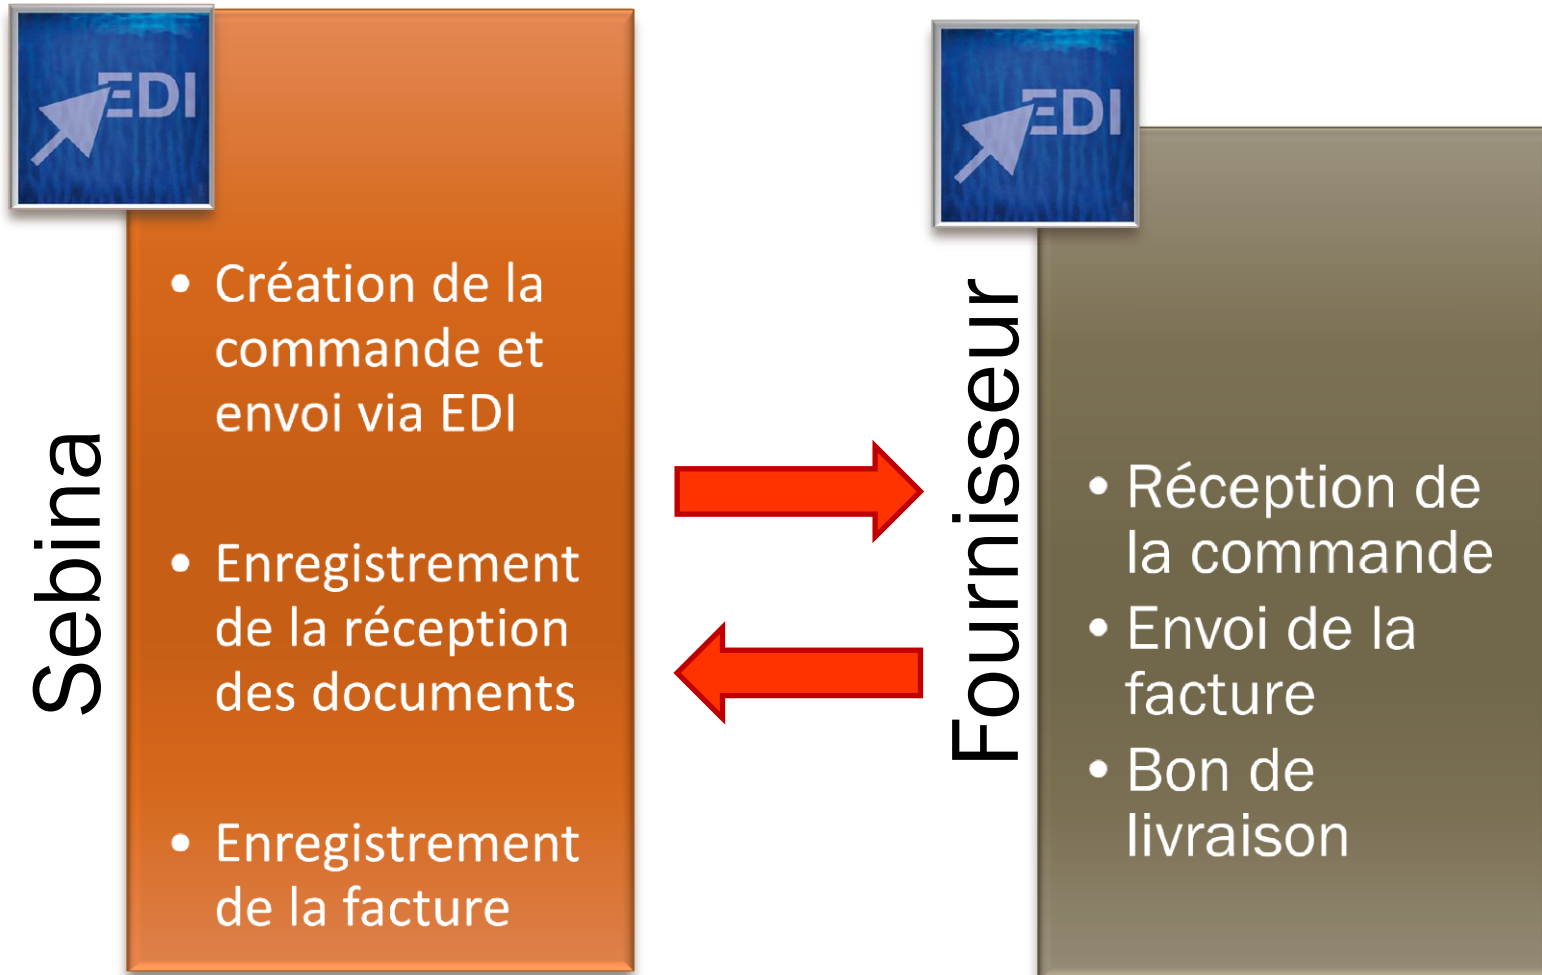 EDI
Sebina
• Création de la
commande et
envoi via EDI
• Enregistrement
de la réception
des documents
• Enregistrement
de la facture
EDI
Fournisseur
• Réception de
la commande
• Envoi de la
facture
• Bon de
livraison